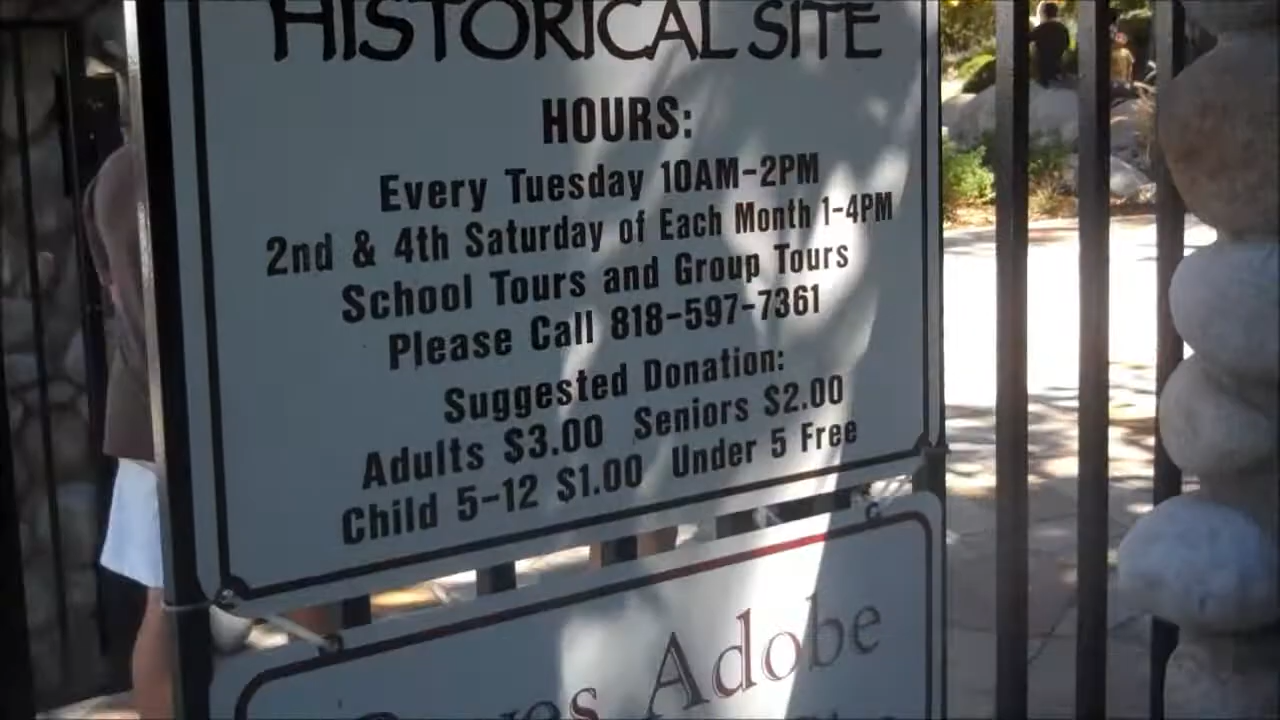 HISTORICAL SITE
HOURS:
Every Tuesday 10AM-2PM
2nd & 4th Saturday of Each Month 1-4PM
School Tours and Group Tours
Please Call 818-597-7361
Suggested Donation:
Adults $3.00 Seniors $2.00
Child 5-12 $1.00 Under 5 Free
Adobe